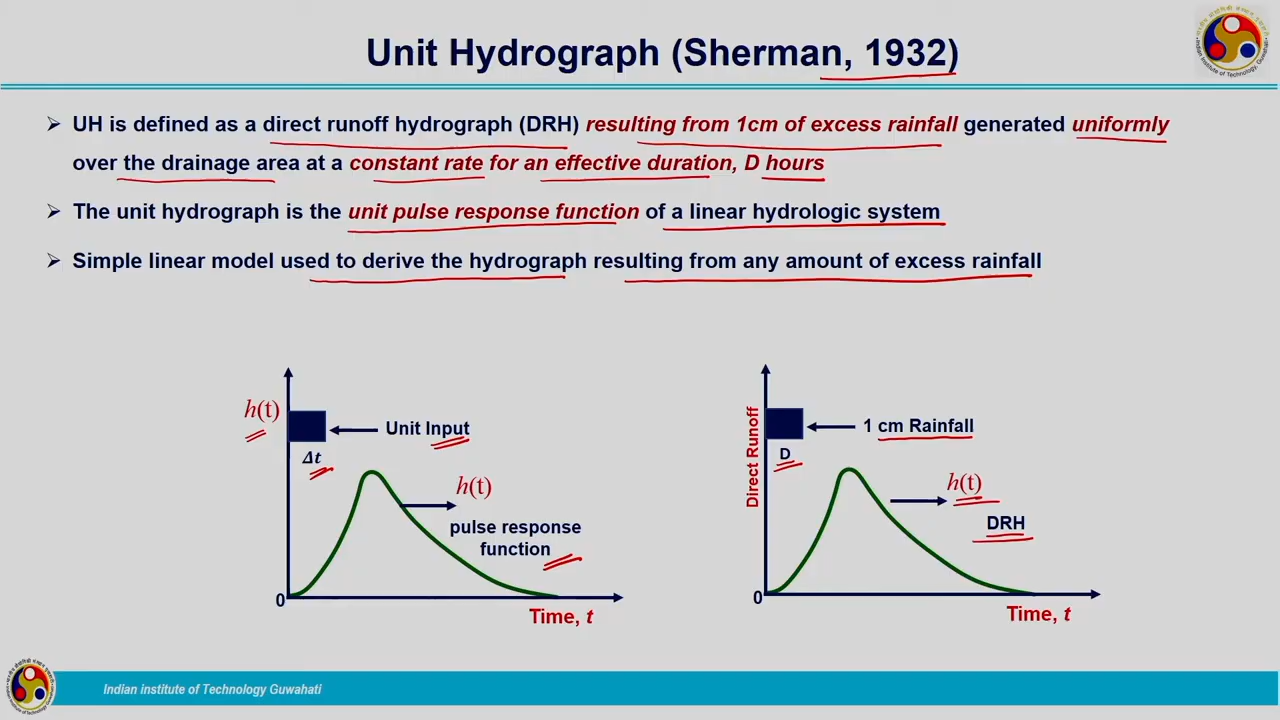 Unit Hydrograph (Sherman, 1932)
➢ UH is defined as a direct runoff hydrograph (DRH) resulting from 1cm of excess rainfall generated uniformly
over the drainage area at a constant rate for an effective duration, D hours
➢ The unit hydrograph is the unit pulse response function of a linear hydrologic system
➢ Simple linear model used to derive the hydrograph resulting from any amount of excess rainfall
h(t)
Unit Input
Δt
h(t)
pulse response
function
0
Time, t
Direct Runoff
1 cm Rainfall
D
h(t)
DRH
0
Time, t
Indian institute of Technology Guwahati